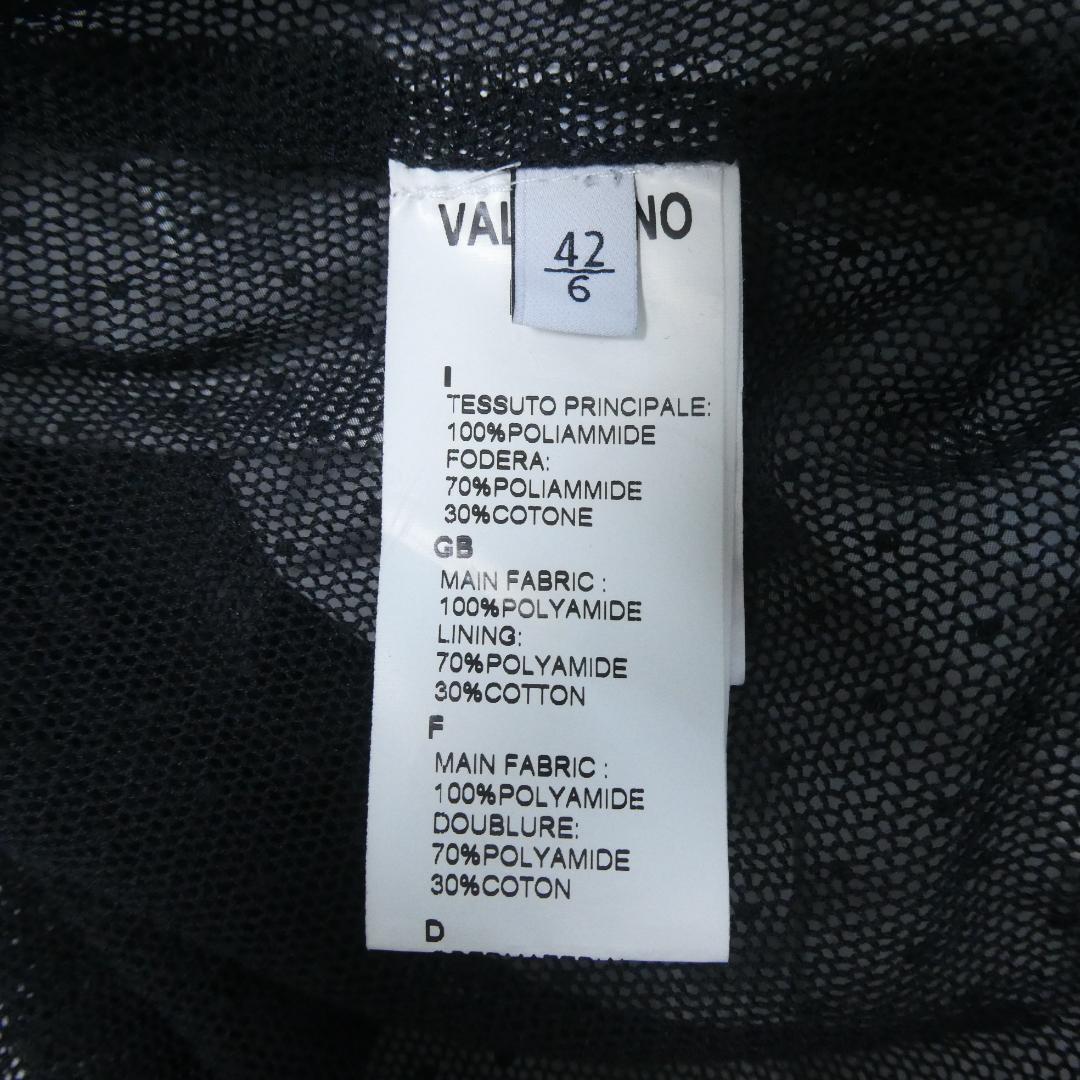 VAL NO
42
6
I
TESSUTO PRINCIPALE:
100%POLIAMMIDE
FODERA:
70%POLIAMMIDE
30%COTONE
GB
MAIN FABRIC :
100%POLYAMIDE
LINING:
70%POLYAMIDE
30%COTTON
F
MAIN FABRIC :
100%POLYAMIDE
DOUBLURE:
70%POLYAMIDE
30%COTON
D